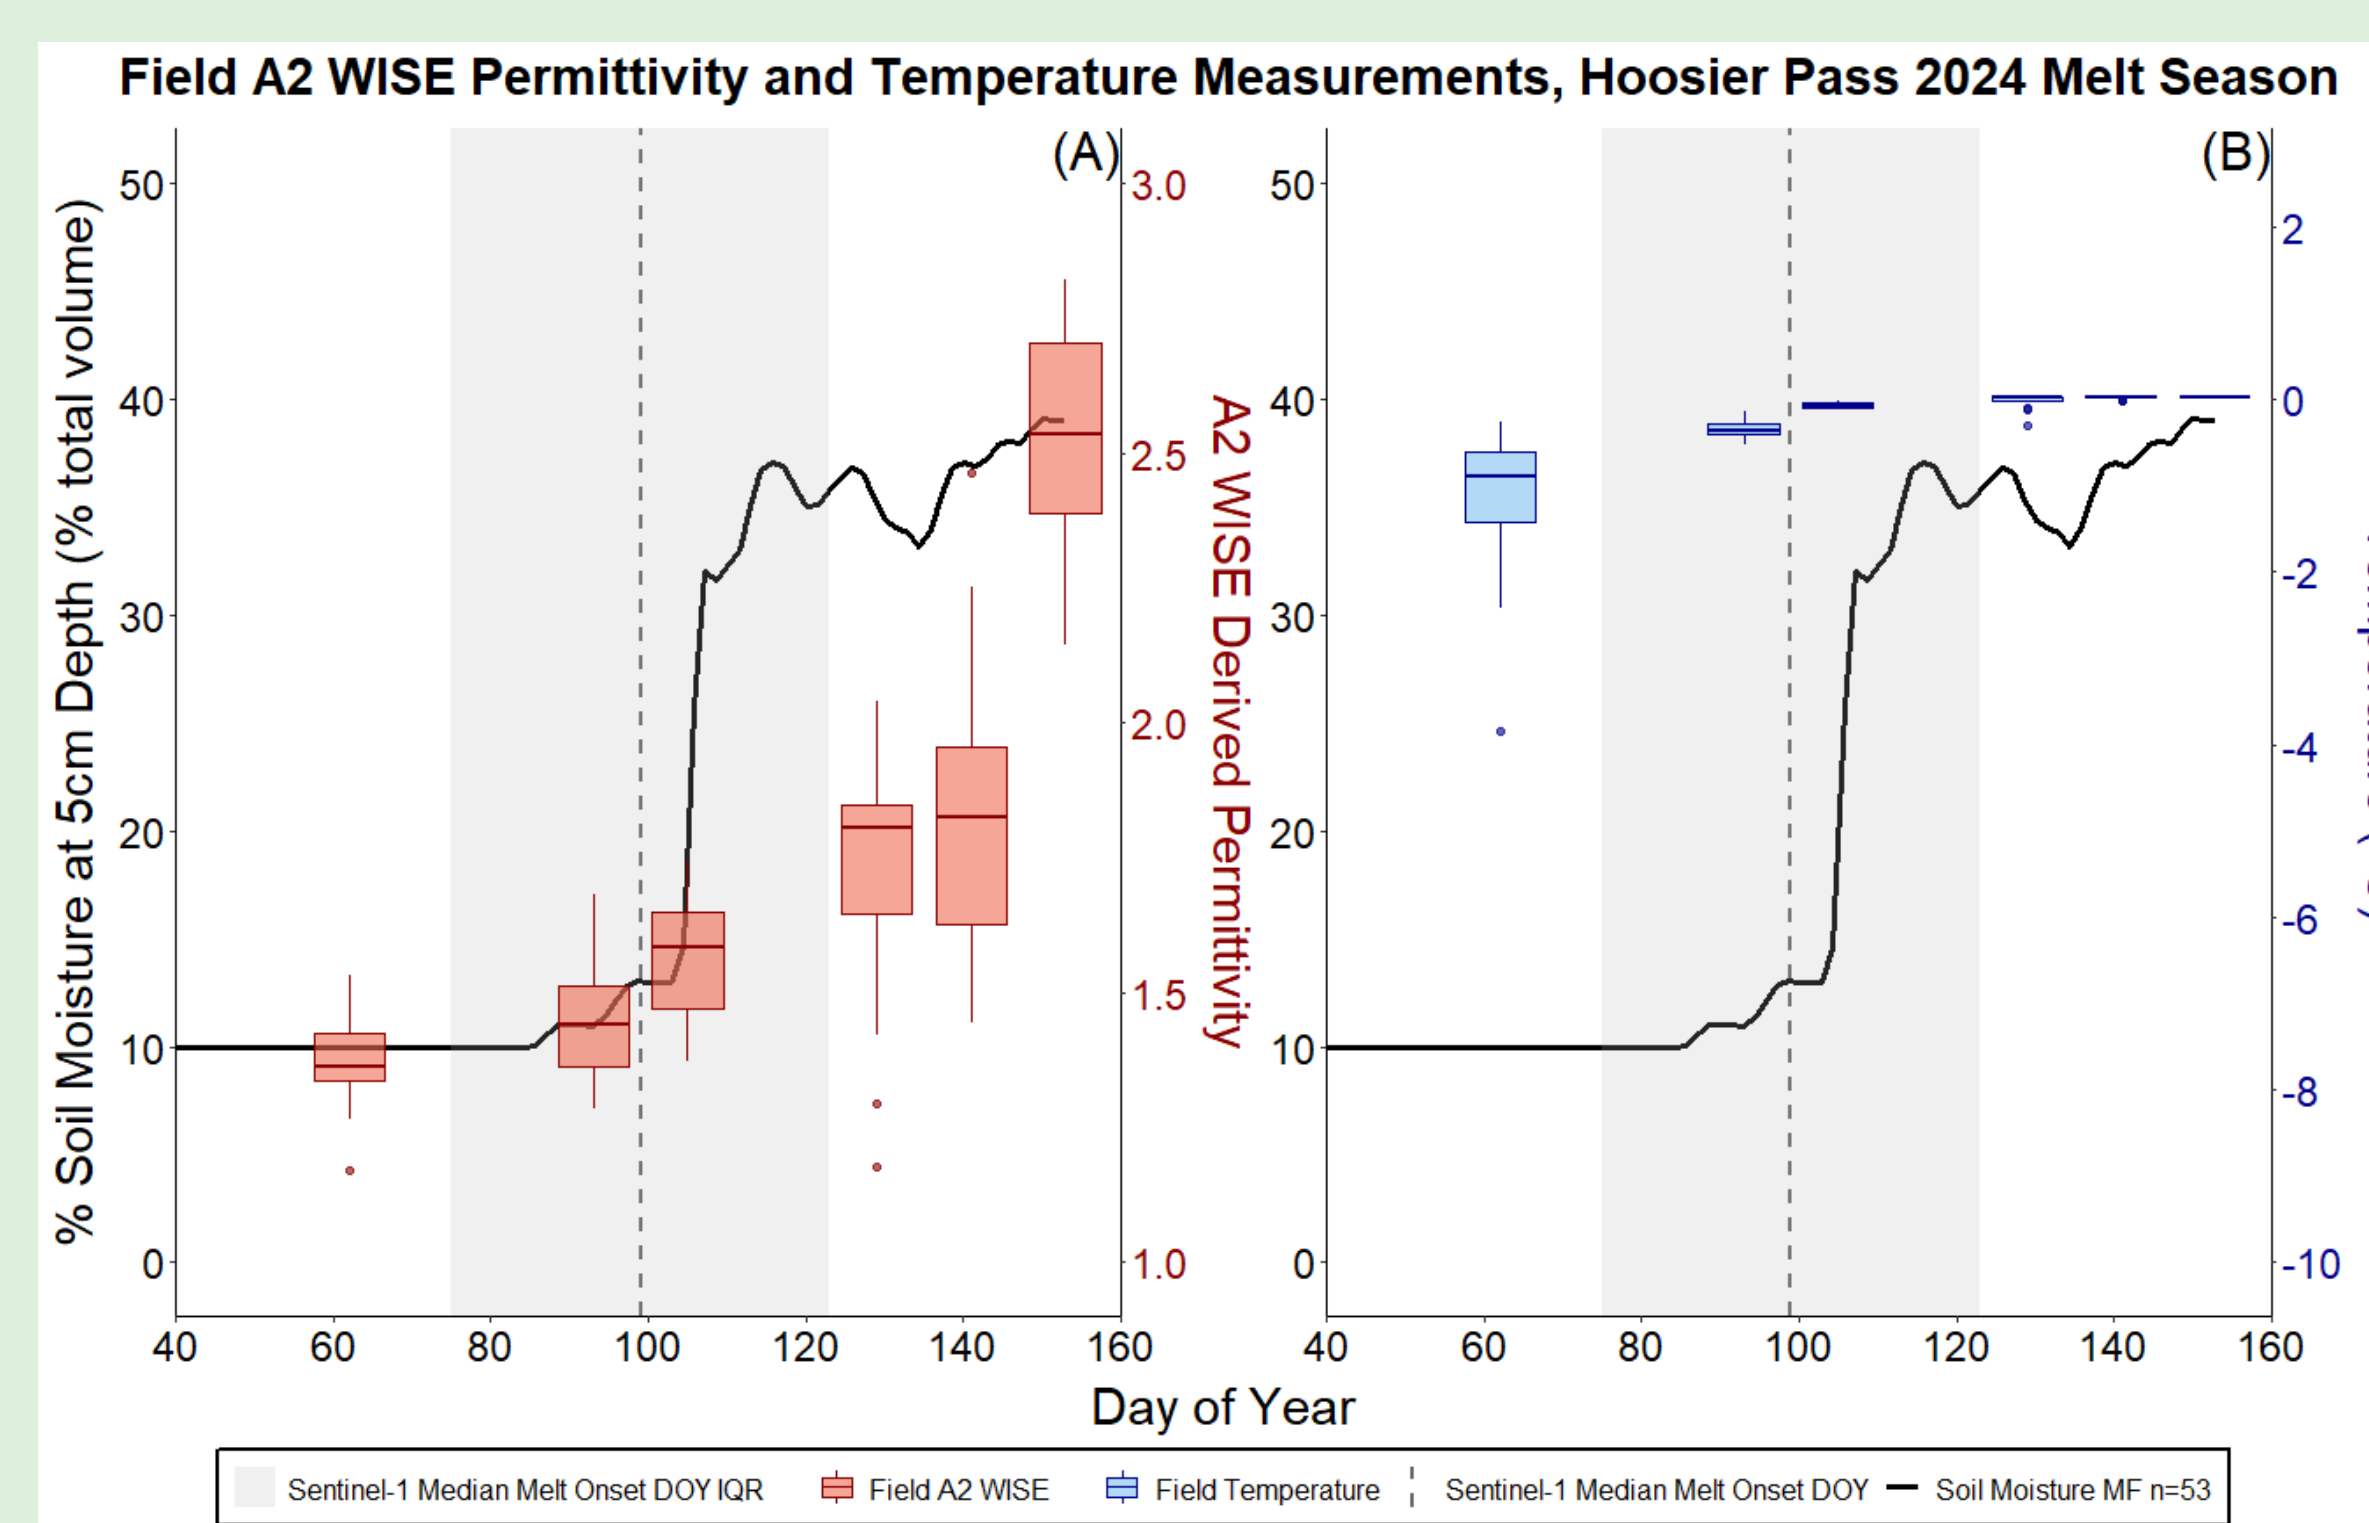 Field A2 WISE Permittivity and Temperature Measurements, Hoosier Pass 2024 Melt Season
(A)
(B)
% Soil Moisture at 5cm Depth (% total volume)
50
40
30
20
10
0
3.0
2.5
2.0
1.5
1.0
A2 WISE Derived Permittivity
50
40
30
20
10
0
2
0
-2
-4
-6
-8
-10
40 60 80 100 120 140 160
40 60 80 100 120 140 160
Day of Year
Sentinel-1 Median Melt Onset DOY IQR
Field A2 WISE
Field Temperature
Sentinel-1 Median Melt Onset DOY
Soil Moisture MF n=53